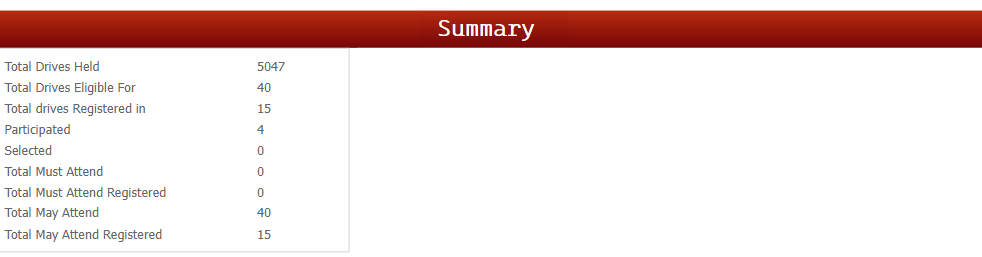 Summary
Total Drives Held 5047
Total Drives Eligible For 40
Total drives Registered in 15
Participated 4
Selected 0
Total Must Attend 0
Total Must Attend Registered 0
Total May Attend 40
Total May Attend Registered 15